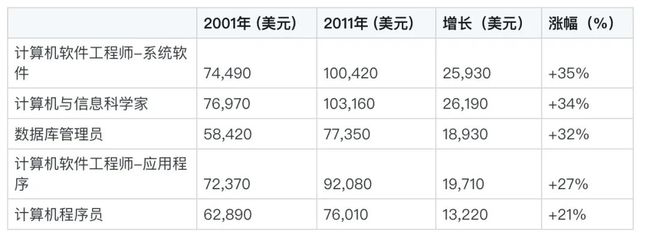 2001年 (美元) 2011年 (美元) 增长 (美元) 涨幅 (%)
计算机软件工程师–系统软
件 74,490 100,420 25,930 +35%
计算机与信息科学家 76,970 103,160 26,190 +34%
数据库管理员 58,420 77,350 18,930 +32%
计算机软件工程师–应用程
序 72,370 92,080 19,710 +27%
计算机程序员 62,890 76,010 13,220 +21%